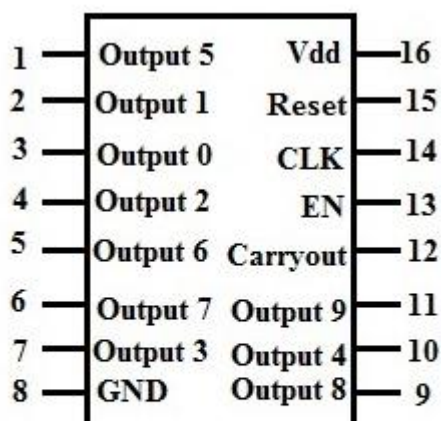 1 Output 5 Vdd 16
2 Output 1 Reset 15
3 Output 0 CLK 14
4 Output 2 EN 13
5 Output 6 Carryout 12
6 Output 7 Output 9 11
7 Output 3 Output 4 10
8 GND Output 8 9